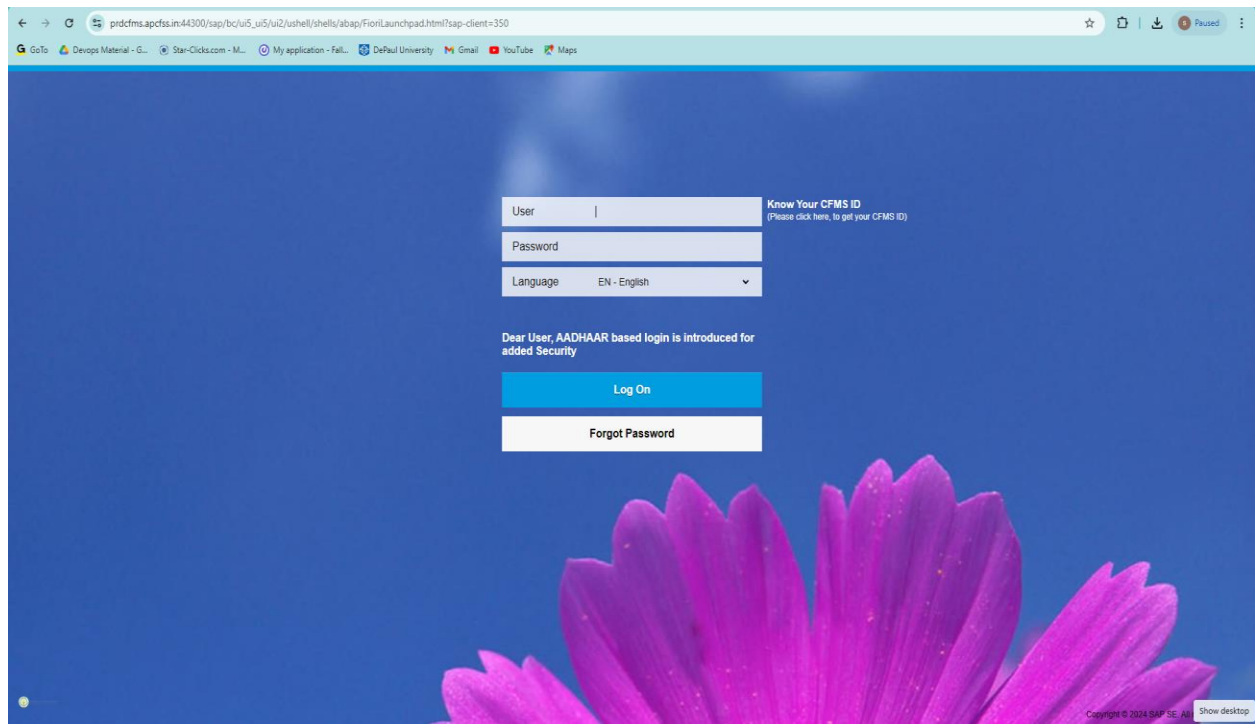 prdcfms.apcfss.in:44300/sap/bc/ui5_ui5/ui2/ushell/shells/abap/FioriLaunchpad.html?sap-client=350
S Paused
G GoTo Devops Material - G... Star-Clicks.com - M... My application - Fall... DePaul University Gmail YouTube Maps
User
Know Your CFMS ID
(Please click here, to get your CFMS ID)
Password
Language EN - English
Dear User, AADHAAR based login is introduced for
added Security
Log On
Forgot Password
Copyright © 2024 SAP SE. All
Show desktop